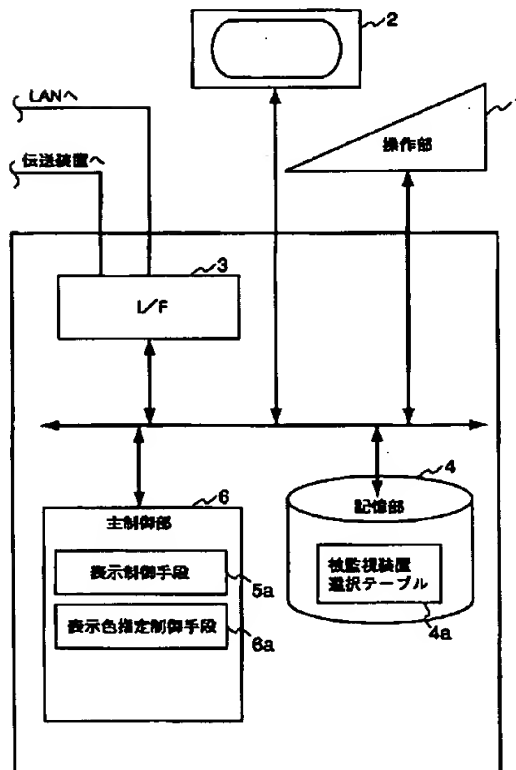 2
LANへ
操作部
伝送装置へ
3
I/F
6
主制御部
表示制御手段
5a
表示色指定制御手段
6a
4
記憶部
被監視装置
選択テーブル
4a